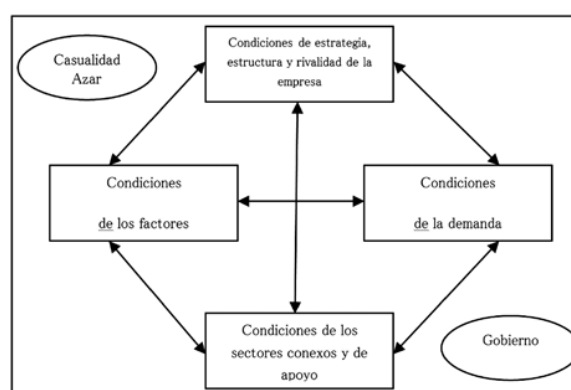 Casualidad
Azar
Condiciones de estrategia,
estructura y rivalidad de la
empresa
Condiciones
de los factores
Condiciones
de la demanda
Condiciones de los
sectores conexos y de
apoyo
Gobierno